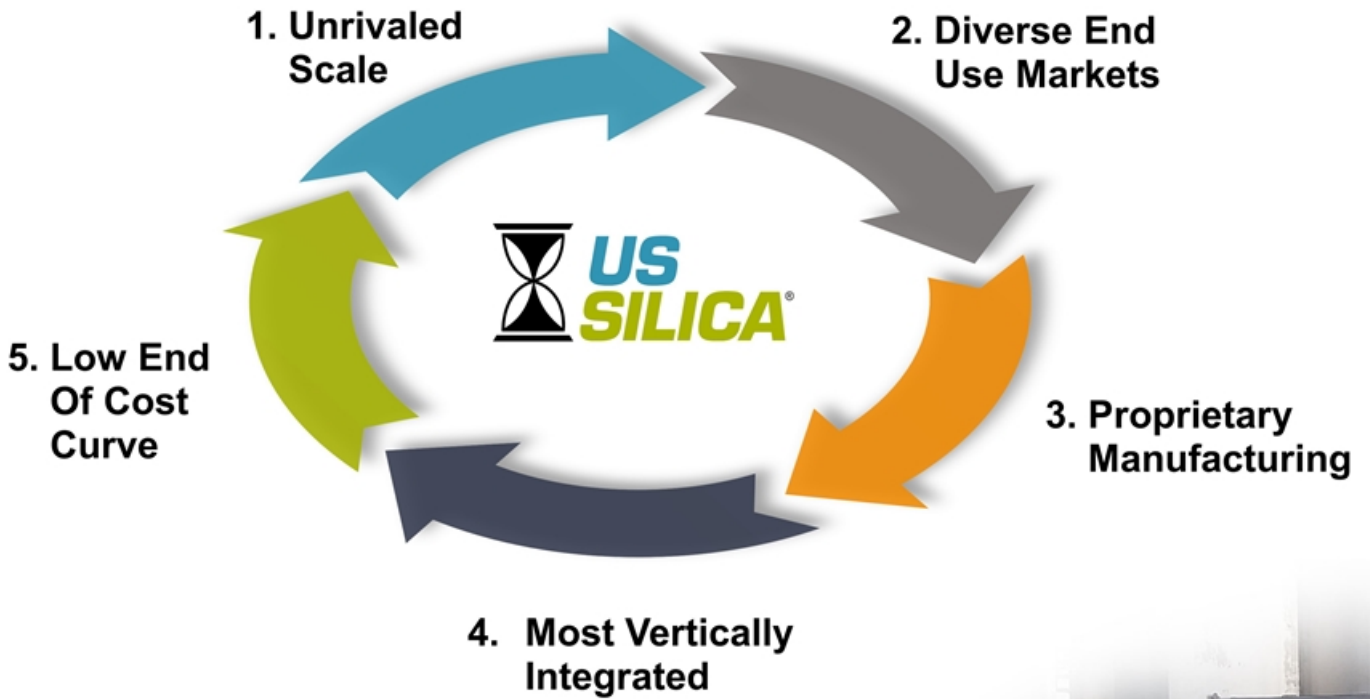 1. Unrivaled
Scale
2. Diverse End
Use Markets
US
SILICA®
5. Low End
Of Cost
Curve
3. Proprietary
Manufacturing
4. Most Vertically
Integrated